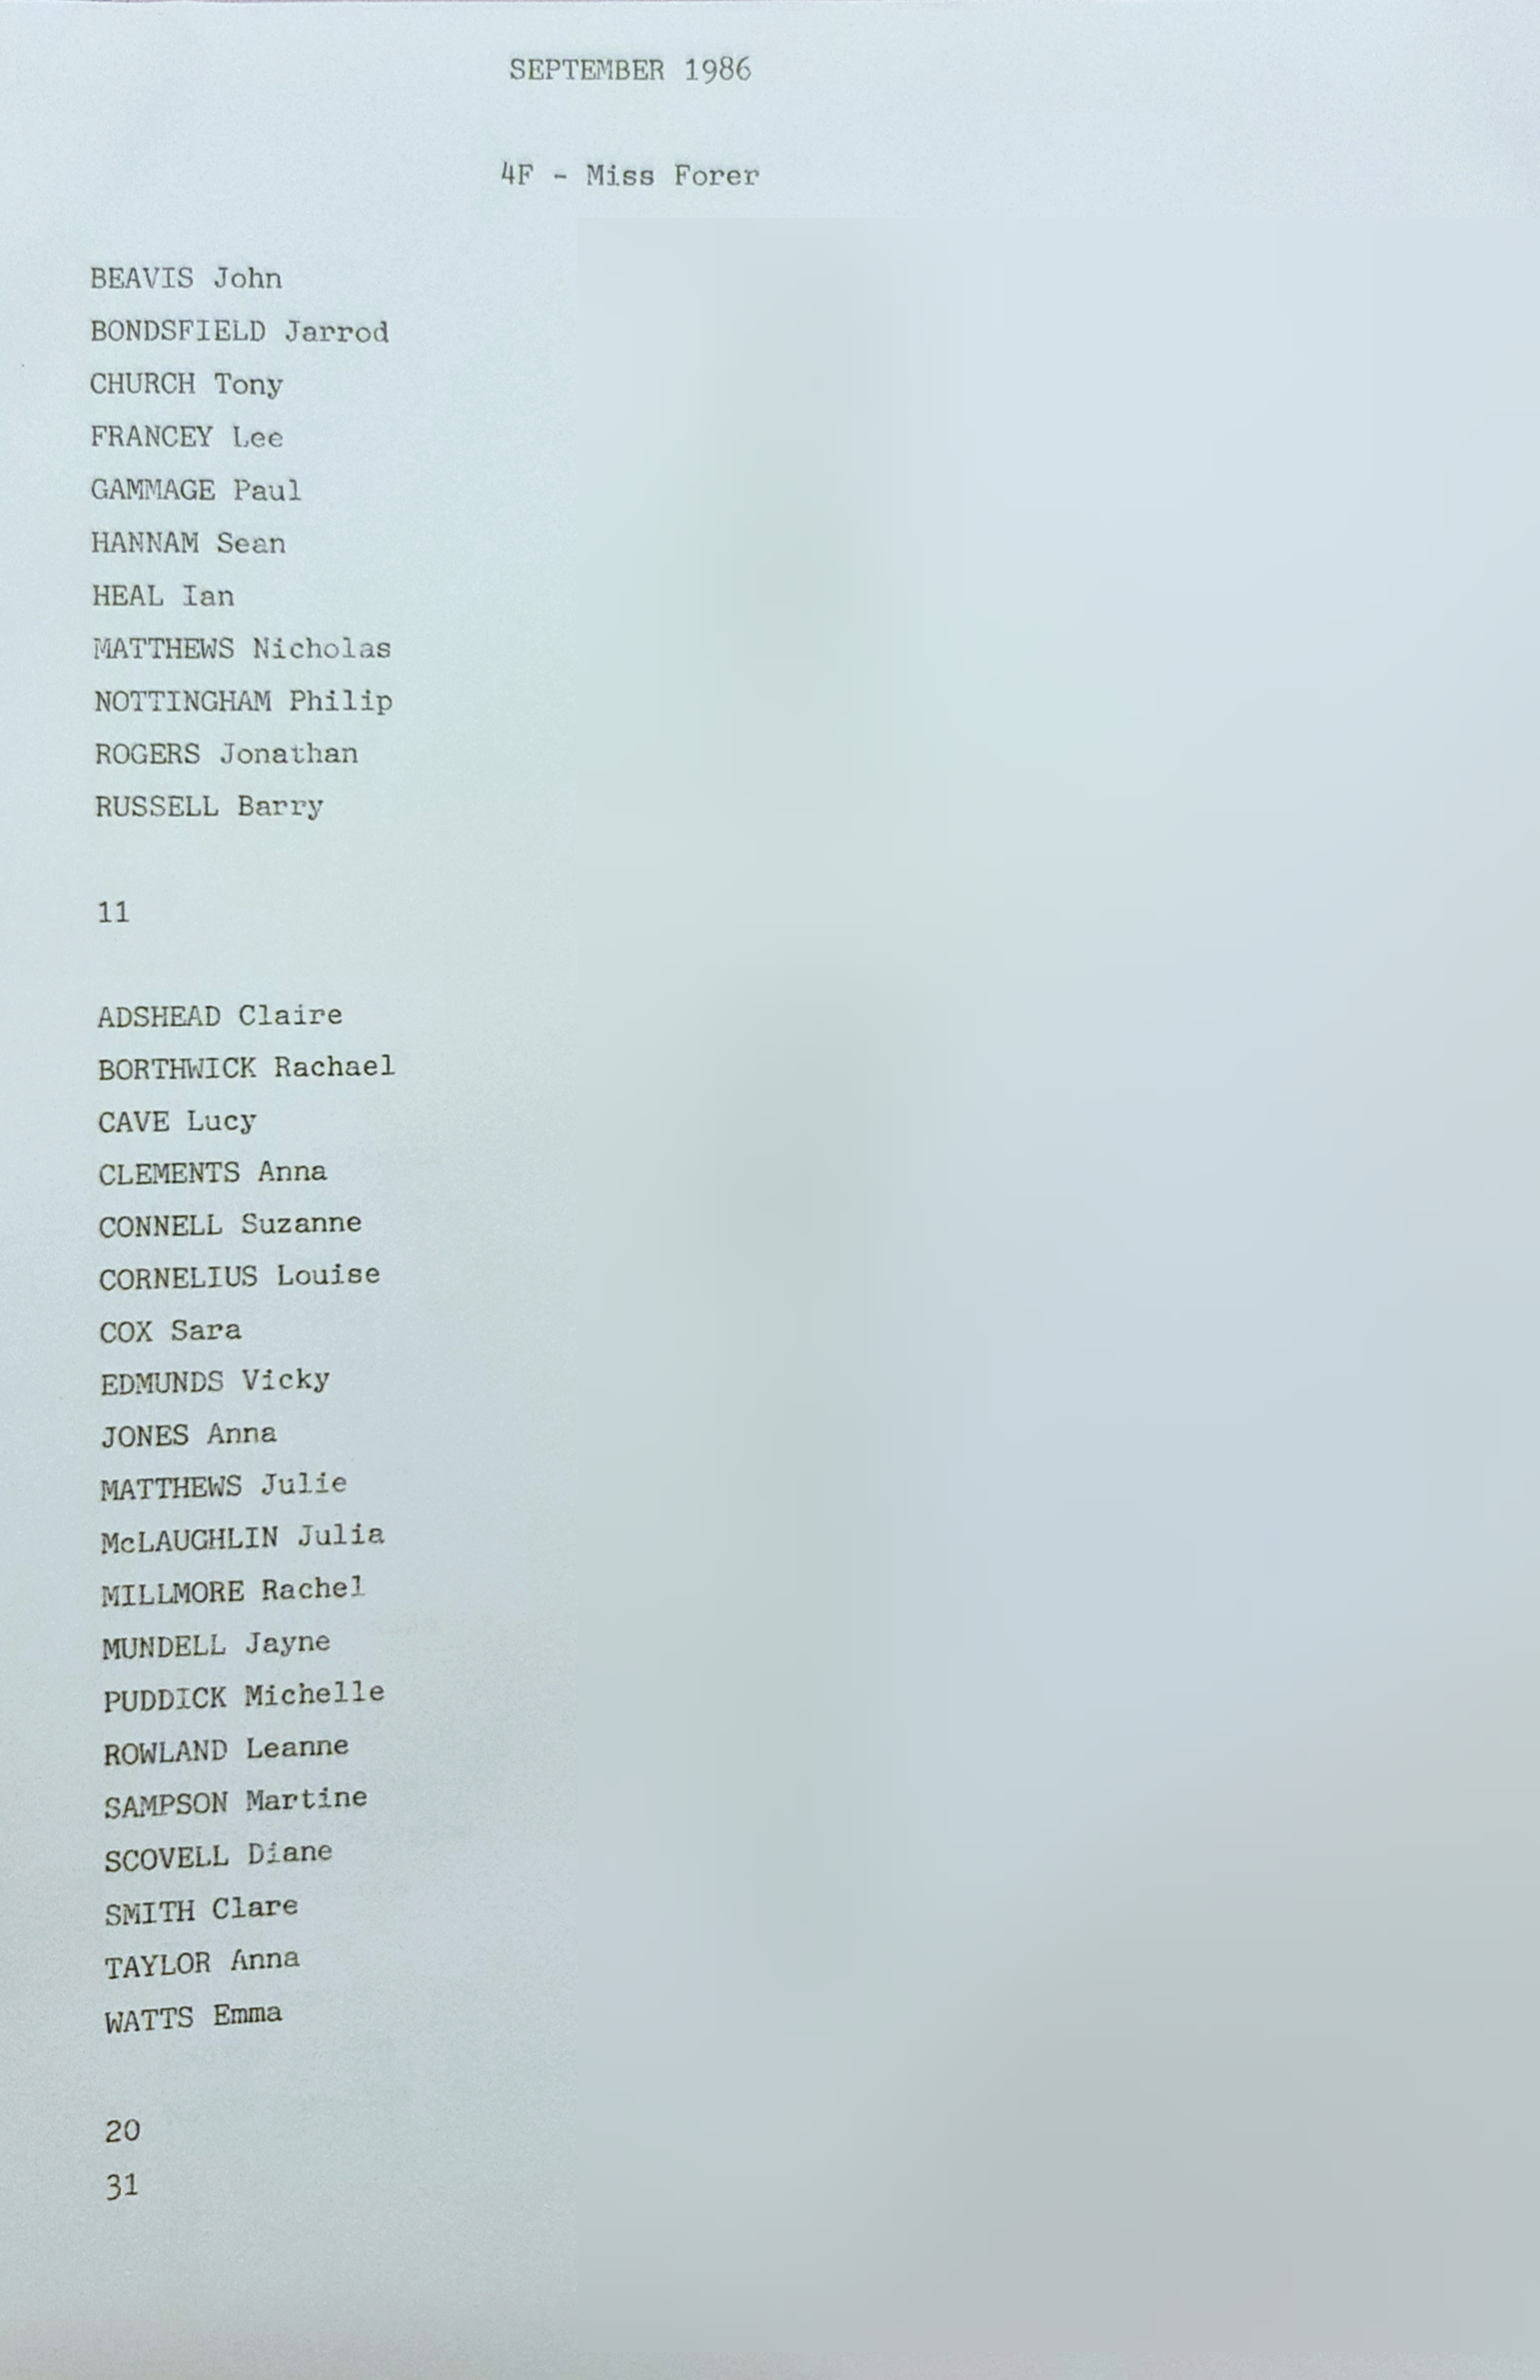 SEPTEMBER 1986
4F - Miss Forer
BEAVIS John
BONDSFIELD Jarrod
CHURCH Tony
FRANCEY Lee
GAMMAGE Paul
HANNAM Sean
HEAL Ian
MATTHEWS Nicholas
NOTTINGHAM Philip
ROGERS Jonathan
RUSSELL Barry
11
ADSHEAD Claire
BORTHWICK Rachael
CAVE Lucy
CLEMENTS Anna
CONNELL Suzanne
CORNELIUS Louise
COX Sara
EDMUNDS Vicky
JONES Anna
MATTHEWS Julie
McLAUGHLIN Julia
MILLMORE Rachel
MUNDELL Jayne
PUDDICK Michelle
ROWLAND Leanne
SAMPSON Martine
SCOVELL Diane
SMITH Clare
TAYLOR Anna
WATTS Emma
20
31